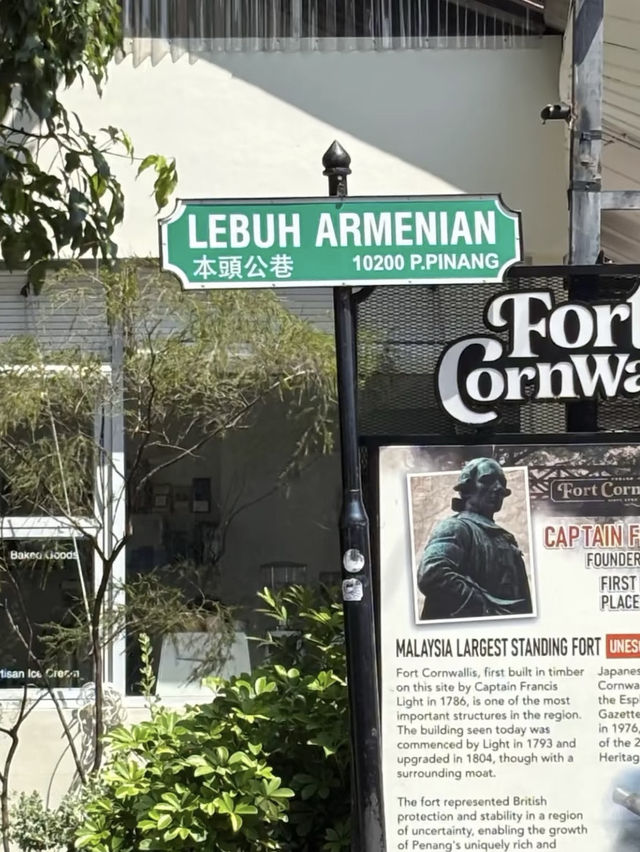 LEBUH ARMENIAN
本頭公巷 10200 P.PINANG
Fort
Cornwa
Fort Corn
CAPTAIN F
FOUNDER
FIRST
PLACE
MALAYSIA LARGEST STANDING FORT UNES
Fort Cornwallis, first built in timber
on this site by Captain Francis
Light in 1786, is one of the most
important structures in the region.
The building seen today was
commenced by Light in 1793 and
upgraded in 1804, though with a
surrounding moat.
The fort represented British
protection and stability in a region
of uncertainty, enabling the growth
of Penang's uniquely rich and
Japanes
Cornwa
the Esp
Gazette
in 1976,
of the 2
Heritag
Baked Goods
tisan Ice Cream